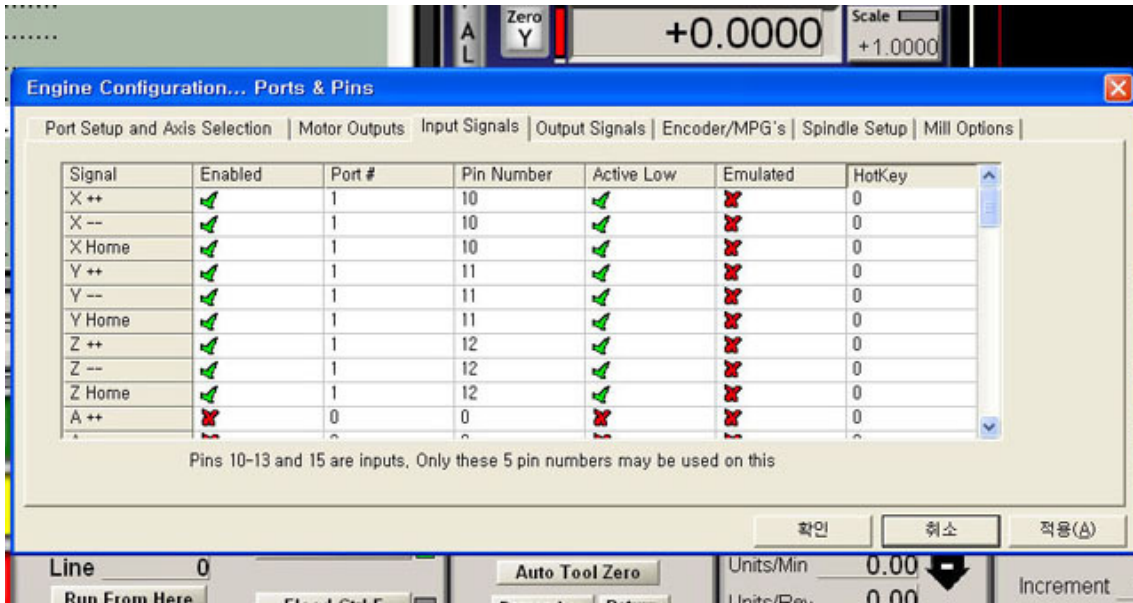 Zero
Y
A
L
+0.0000
Scale
+1.0000
Engine Configuration... Ports & Pins
Port Setup and Axis Selection | Motor Outputs | Input Signals | Output Signals | Encoder/MPG's | Spindle Setup | Mill Options
Signal Enabled Port # Pin Number Active Low Emulated HotKey
X ++ 1 10 0
X -- 1 10 0
X Home 1 10 0
Y ++ 1 11 0
Y -- 1 11 0
Y Home 1 11 0
Z ++ 1 12 0
Z -- 1 12 0
Z Home 1 12 0
A ++ 0 0 0
Pins 10-13 and 15 are inputs, Only these 5 pin numbers may be used on this
확인 취소 적용(A)
Line 0
Auto Tool Zero
Units/Min 0.00
Increment
Run From Here
Units/Rev 0.00